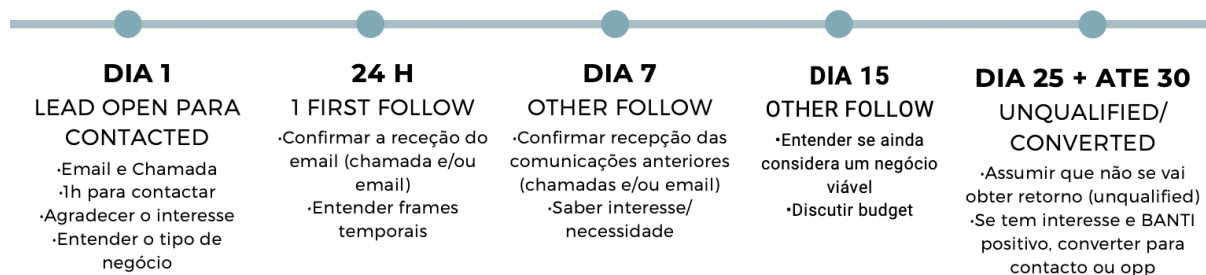 DIA 1
LEAD OPEN PARA
CONTACTED
•Email e Chamada
•1h para contactar
•Agradecer o interesse
•Entender o tipo de
negócio
24 H
1 FIRST FOLLOW
•Confirmar a receção do
email (chamada e/ou
email)
•Entender frames
temporais
DIA 7
OTHER FOLLOW
•Confirmar recepção das
comunicações anteriores
(chamadas e/ou email)
•Saber interesse/
necessidade
DIA 15
OTHER FOLLOW
•Entender se ainda
considera um negócio
viável
•Discutir budget
DIA 25 + ATE 30
UNQUALIFIED/
CONVERTED
•Assumir que não se vai
obter retorno (unqualified)
•Se tem interesse e BANTI
positivo, converter para
contacto ou opp